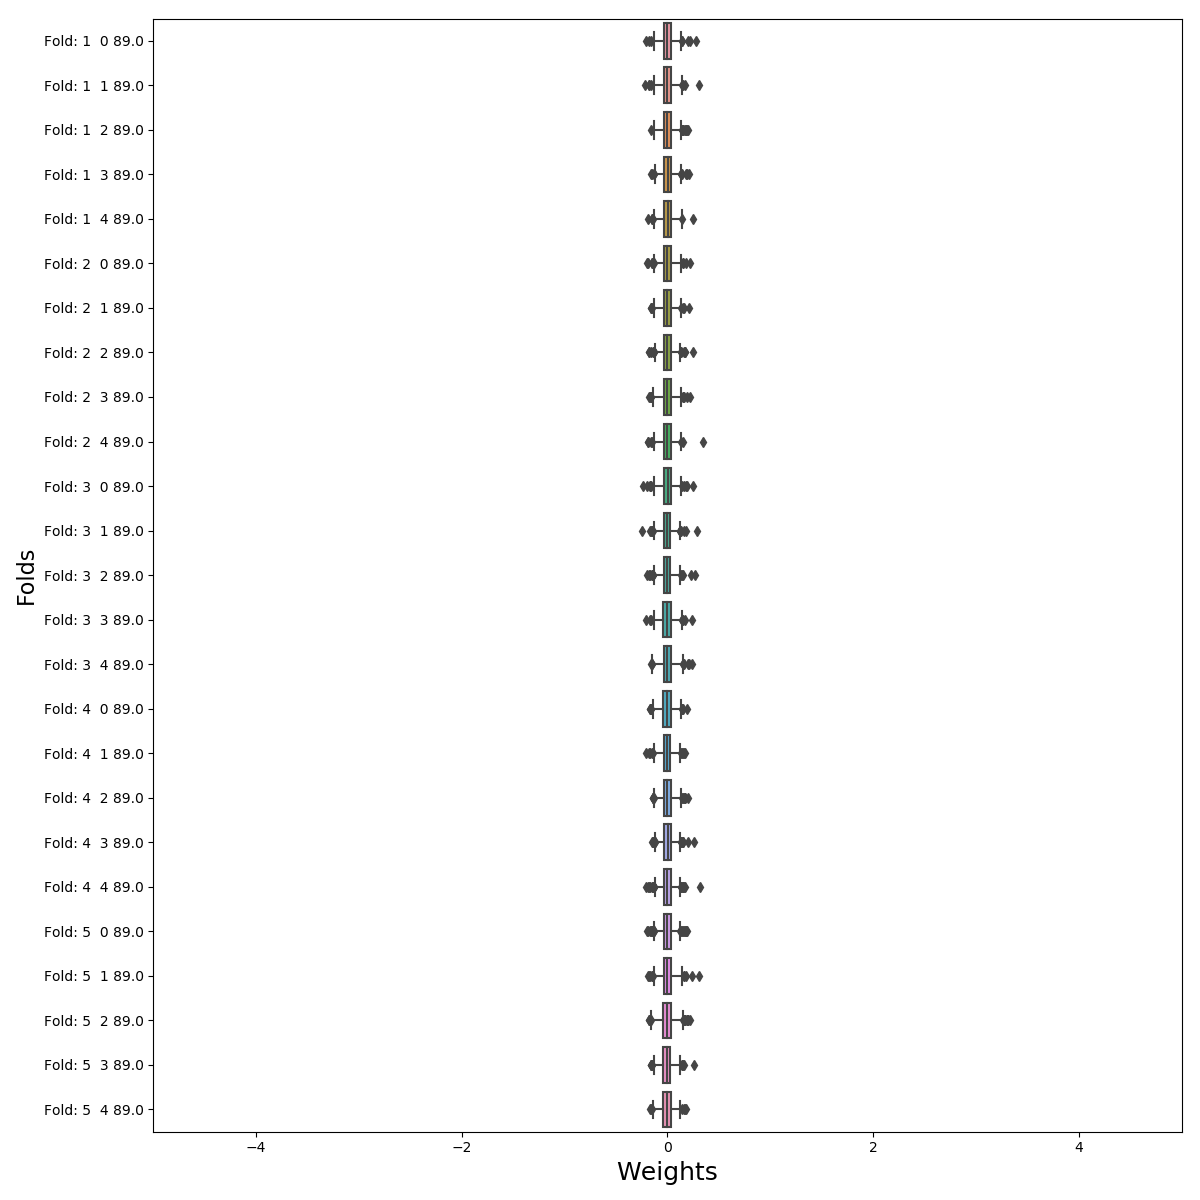 Fold: 1  0 89.0
Fold: 1  1 89.0
Fold: 1  2 89.0
Fold: 1  3 89.0
Fold: 1  4 89.0
Fold: 2  0 89.0
Fold: 2  1 89.0
Fold: 2  2 89.0
Fold: 2  3 89.0
Fold: 2  4 89.0
Fold: 3  0 89.0
Fold: 3  1 89.0
Fold: 3  2 89.0
Fold: 3  3 89.0
Fold: 3  4 89.0
Fold: 4  0 89.0
Fold: 4  1 89.0
Fold: 4  2 89.0
Fold: 4  3 89.0
Fold: 4  4 89.0
Fold: 5  0 89.0
Fold: 5  1 89.0
Fold: 5  2 89.0
Fold: 5  3 89.0
Fold: 5  4 89.0
Folds
−4 −2 0 2 4
Weights